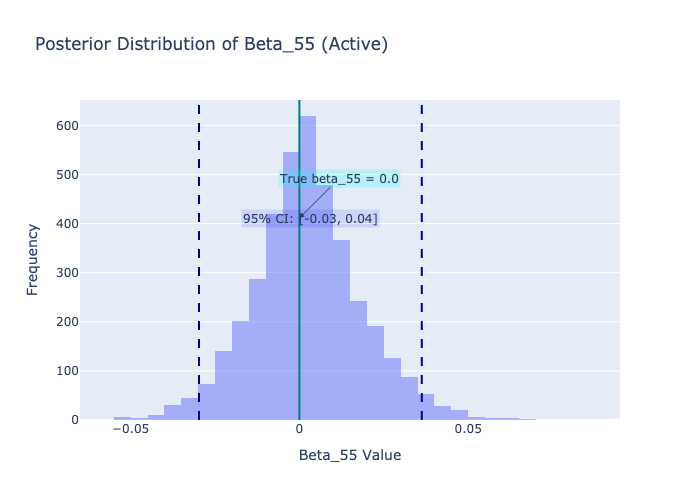 Posterior Distribution of Beta_55 (Active)
600
500
True beta_55 = 0.0
400
95% CI: [-0.03, 0.04]
300
200
100
0
−0.05
0
0.05
Frequency
Beta_55 Value